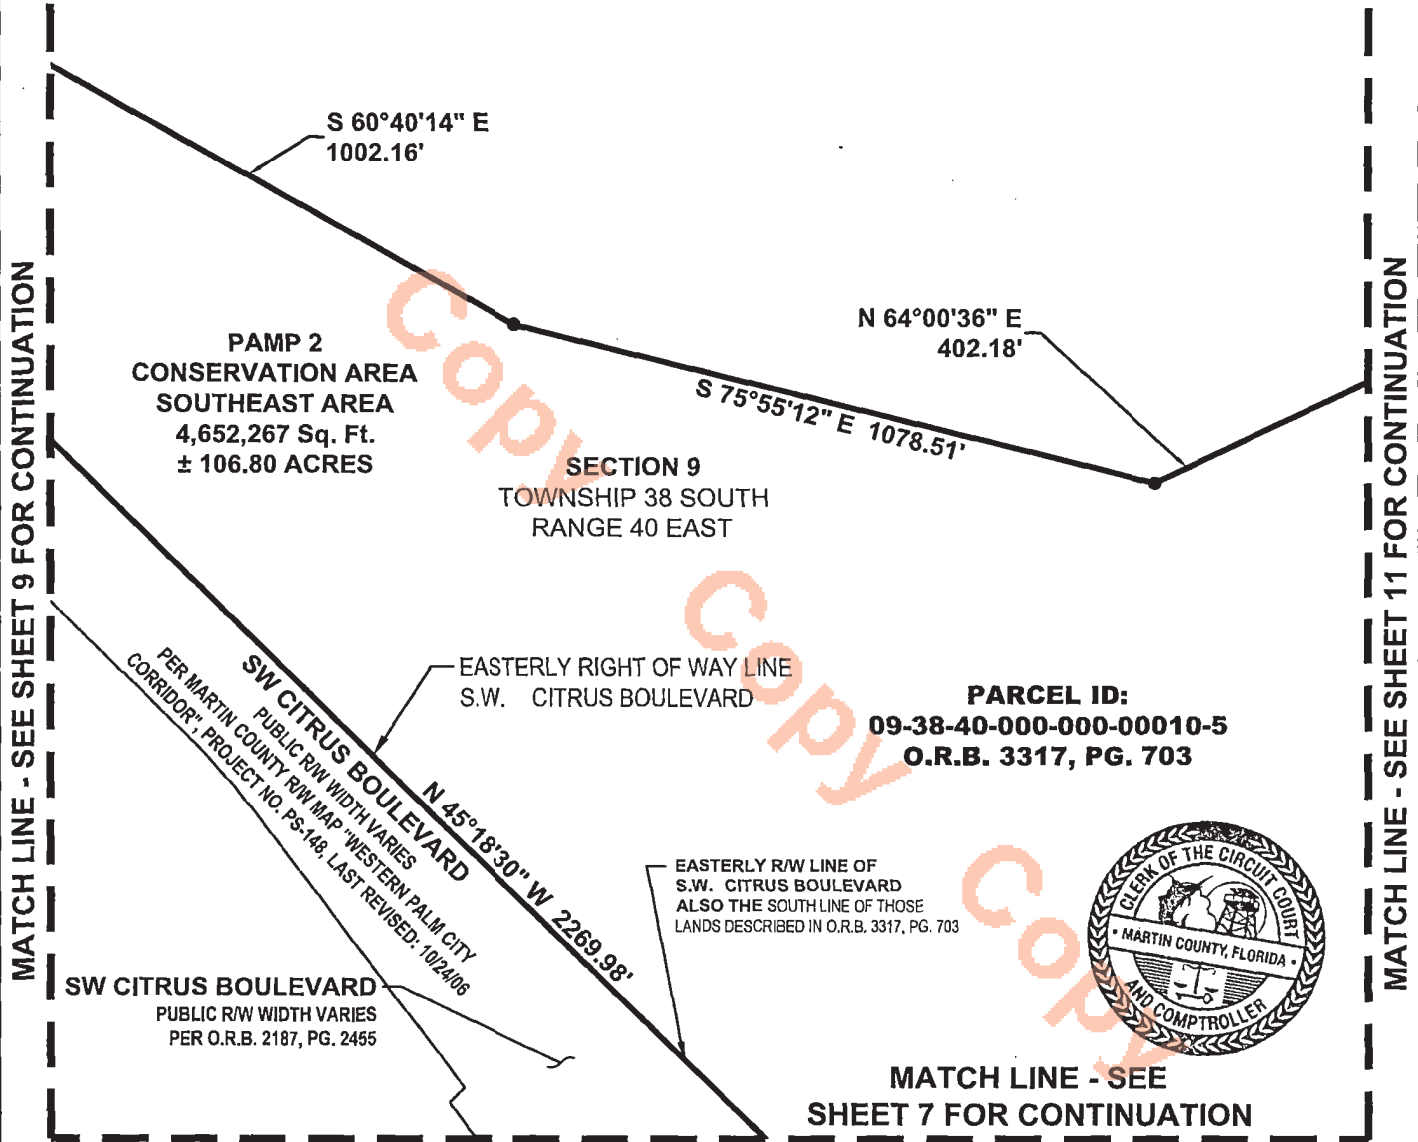 S 60°40'14" E
1002.16'
N 64°00'36" E
402.18'
S 75°55'12" E 1078.51'
PAMP 2
CONSERVATION AREA
SOUTHEAST AREA
4,652,267 Sq. Ft.
± 106.80 ACRES
SECTION 9
TOWNSHIP 38 SOUTH
RANGE 40 EAST
MATCH LINE - SEE SHEET 9 FOR CONTINUATION
MATCH LINE - SEE SHEET 11 FOR CONTINUATION
EASTERLY RIGHT OF WAY LINE
S.W. CITRUS BOULEVARD
PARCEL ID:
09-38-40-000-000-00010-5
O.R.B. 3317, PG. 703
SW CITRUS BOULEVARD
PUBLIC R/W WIDTH VARIES
PER MARTIN COUNTY R/W MAP "WESTERN PALM CITY
CORRIDOR", PROJECT NO. PS-148, LAST REVISED: 10/24/06
N 45°18'30" W 2269.98'
EASTERLY R/W LINE OF
S.W. CITRUS BOULEVARD
ALSO THE SOUTH LINE OF THOSE
LANDS DESCRIBED IN O.R.B. 3317, PG. 703
SW CITRUS BOULEVARD
PUBLIC R/W WIDTH VARIES
PER O.R.B. 2187, PG. 2455
CLERK OF THE CIRCUIT COURT
• MARTIN COUNTY, FLORIDA •
AND COMPTROLLER
MATCH LINE - SEE
SHEET 7 FOR CONTINUATION
Copy
Copy
Copy